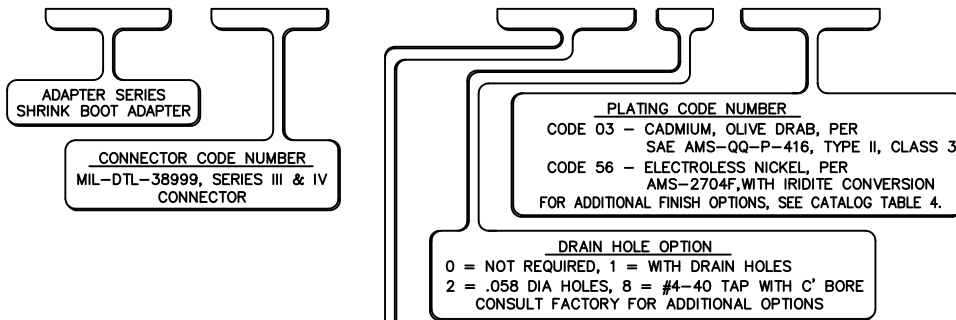 ADAPTER SERIES
SHRINK BOOT ADAPTER
CONNECTOR CODE NUMBER
MIL-DTL-38999, SERIES III & IV
CONNECTOR
PLATING CODE NUMBER
CODE 03 - CADMIUM, OLIVE DRAB, PER
SAE AMS-QQ-P-416, TYPE II, CLASS 3
CODE 56 - ELECTROLESS NICKEL, PER
AMS-2704F,WITH IRIDITE CONVERSION
FOR ADDITIONAL FINISH OPTIONS, SEE CATALOG TABLE 4.
DRAIN HOLE OPTION
0 = NOT REQUIRED, 1 = WITH DRAIN HOLES
2 = .058 DIA HOLES, 8 = #4-40 TAP WITH C' BORE
CONSULT FACTORY FOR ADDITIONAL OPTIONS